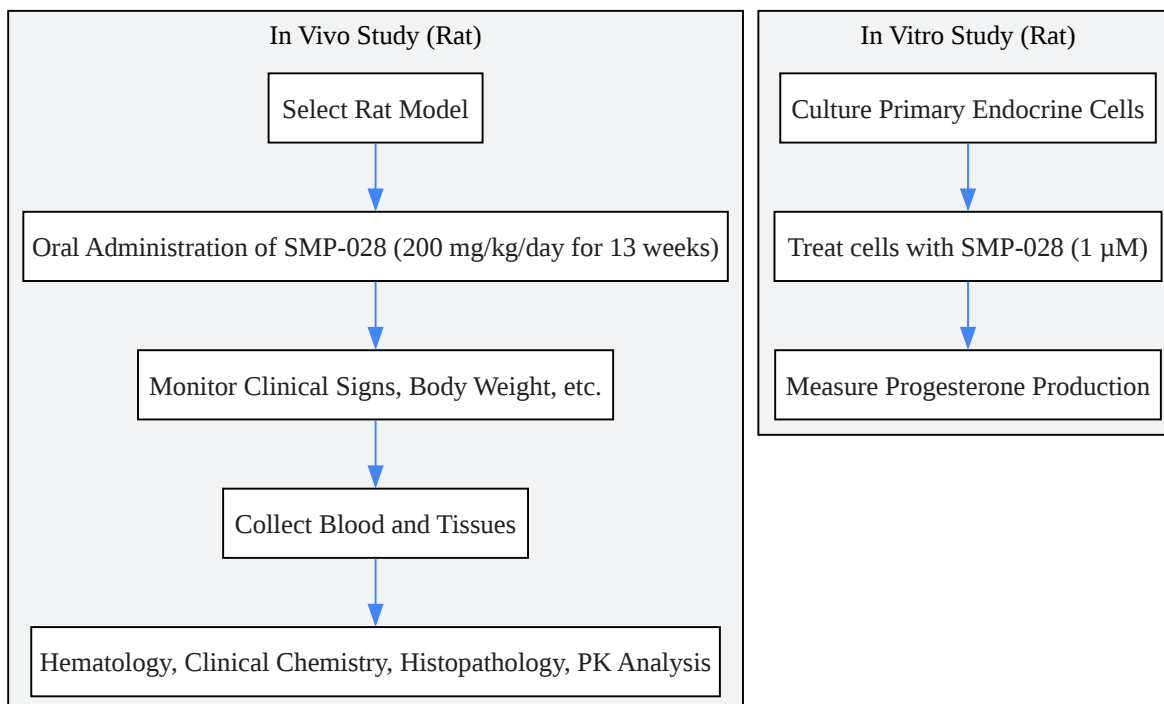 In Vivo Study (Rat)
Select Rat Model
Oral Administration of SMP-028 (200 mg/kg/day for 13 weeks)
Monitor Clinical Signs, Body Weight, etc.
Collect Blood and Tissues
Hematology, Clinical Chemistry, Histopathology, PK Analysis
In Vitro Study (Rat)
Culture Primary Endocrine Cells
Treat cells with SMP-028 (1 µM)
Measure Progesterone Production